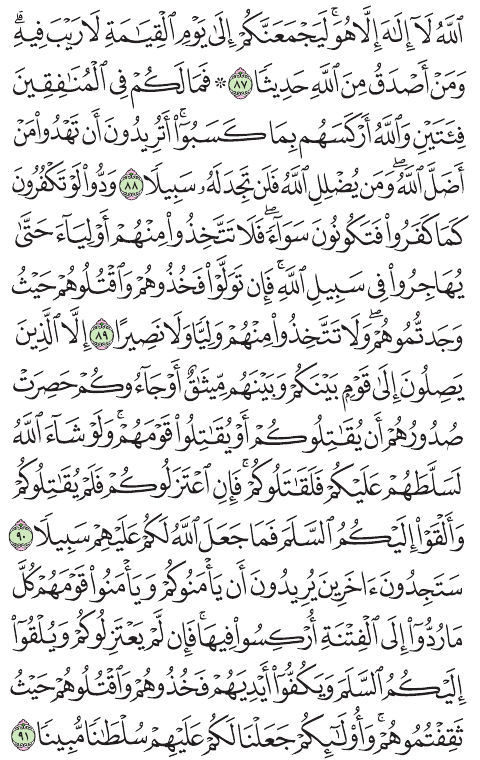 ٱللَّهُ لَآ إِلَٰهَ إِلَّا هُوَۚ لَيَجْمَعَنَّكُمْ إِلَىٰ يَوْمِ ٱلْقِيَٰمَةِ لَا رَيْبَ فِيهِۗ
وَمَنْ أَصْدَقُ مِنَ ٱللَّهِ حَدِيثًا ٨٧ ۞ فَمَا لَكُمْ فِى ٱلْمُنَٰفِقِينَ
فِئَتَيْنِ وَٱللَّهُ أَرْكَسَهُم بِمَا كَسَبُوٓا۟ۚ أَتُرِيدُونَ أَن تَهْدُوا۟ مَنْ
أَضَلَّ ٱللَّهُۖ وَمَن يُضْلِلِ ٱللَّهُ فَلَن تَجِدَ لَهُۥ سَبِيلًا ٨٨ وَدُّوا۟ لَوْ تَكْفُرُونَ
كَمَا كَفَرُوا۟ فَتَكُونُونَ سَوَآءًۖ فَلَا تَتَّخِذُوا۟ مِنْهُمْ أَوْلِيَآءَ حَتَّىٰ
يُهَاجِرُوا۟ فِى سَبِيلِ ٱللَّهِۚ فَإِن تَوَلَّوْا۟ فَخُذُوهُمْ وَٱقْتُلُوهُمْ حَيْثُ
وَجَدتُّمُوهُمْۖ وَلَا تَتَّخِذُوا۟ مِنْهُمْ وَلِيًّا وَلَا نَصِيرًا ٨٩ إِلَّا ٱلَّذِينَ
يَصِلُونَ إِلَىٰ قَوْمٍۭ بَيْنَكُمْ وَبَيْنَهُم مِّيثَٰقٌ أَوْ جَآءُوكُمْ حَصِرَتْ
صُدُورُهُمْ أَن يُقَٰتِلُوكُمْ أَوْ يُقَٰتِلُوا۟ قَوْمَهُمْۚ وَلَوْ شَآءَ ٱللَّهُ
لَسَلَّطَهُمْ عَلَيْكُمْ فَلَقَٰتَلُوكُمْۚ فَإِنِ ٱعْتَزَلُوكُمْ فَلَمْ يُقَٰتِلُوكُمْ
وَأَلْقَوْا۟ إِلَيْكُمُ ٱلسَّلَمَ فَمَا جَعَلَ ٱللَّهُ لَكُمْ عَلَيْهِمْ سَبِيلًا ٩٠
سَتَجِدُونَ ءَاخَرِينَ يُرِيدُونَ أَن يَأْمَنُوكُمْ وَيَأْمَنُوا۟ قَوْمَهُمْ كُلَّ
مَا رُدُّوٓا۟ إِلَى ٱلْفِتْنَةِ أُرْكِسُوا۟ فِيهَاۚ فَإِن لَّمْ يَعْتَزِلُوكُمْ وَيُلْقُوٓا۟
إِلَيْكُمُ ٱلسَّلَمَ وَيَكُفُّوٓا۟ أَيْدِيَهُمْ فَخُذُوهُمْ وَٱقْتُلُوهُمْ حَيْثُ
ثَقِفْتُمُوهُمْۚ وَأُو۟لَٰٓئِكُمْ جَعَلْنَا لَكُمْ عَلَيْهِمْ سُلْطَٰنًا مُّبِينًا ٩١